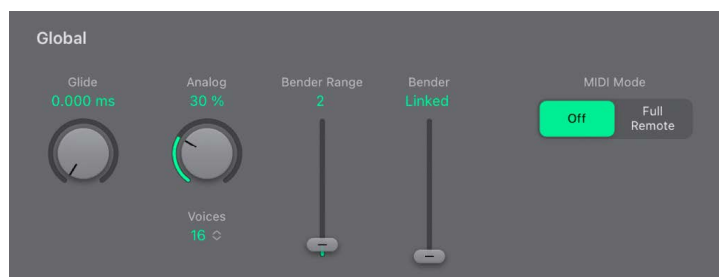 Global
Glide
0.000 ms
Analog
30 %
Voices
16
Bender Range
2
Bender
Linked
MIDI Mode
Off
Full
Remote